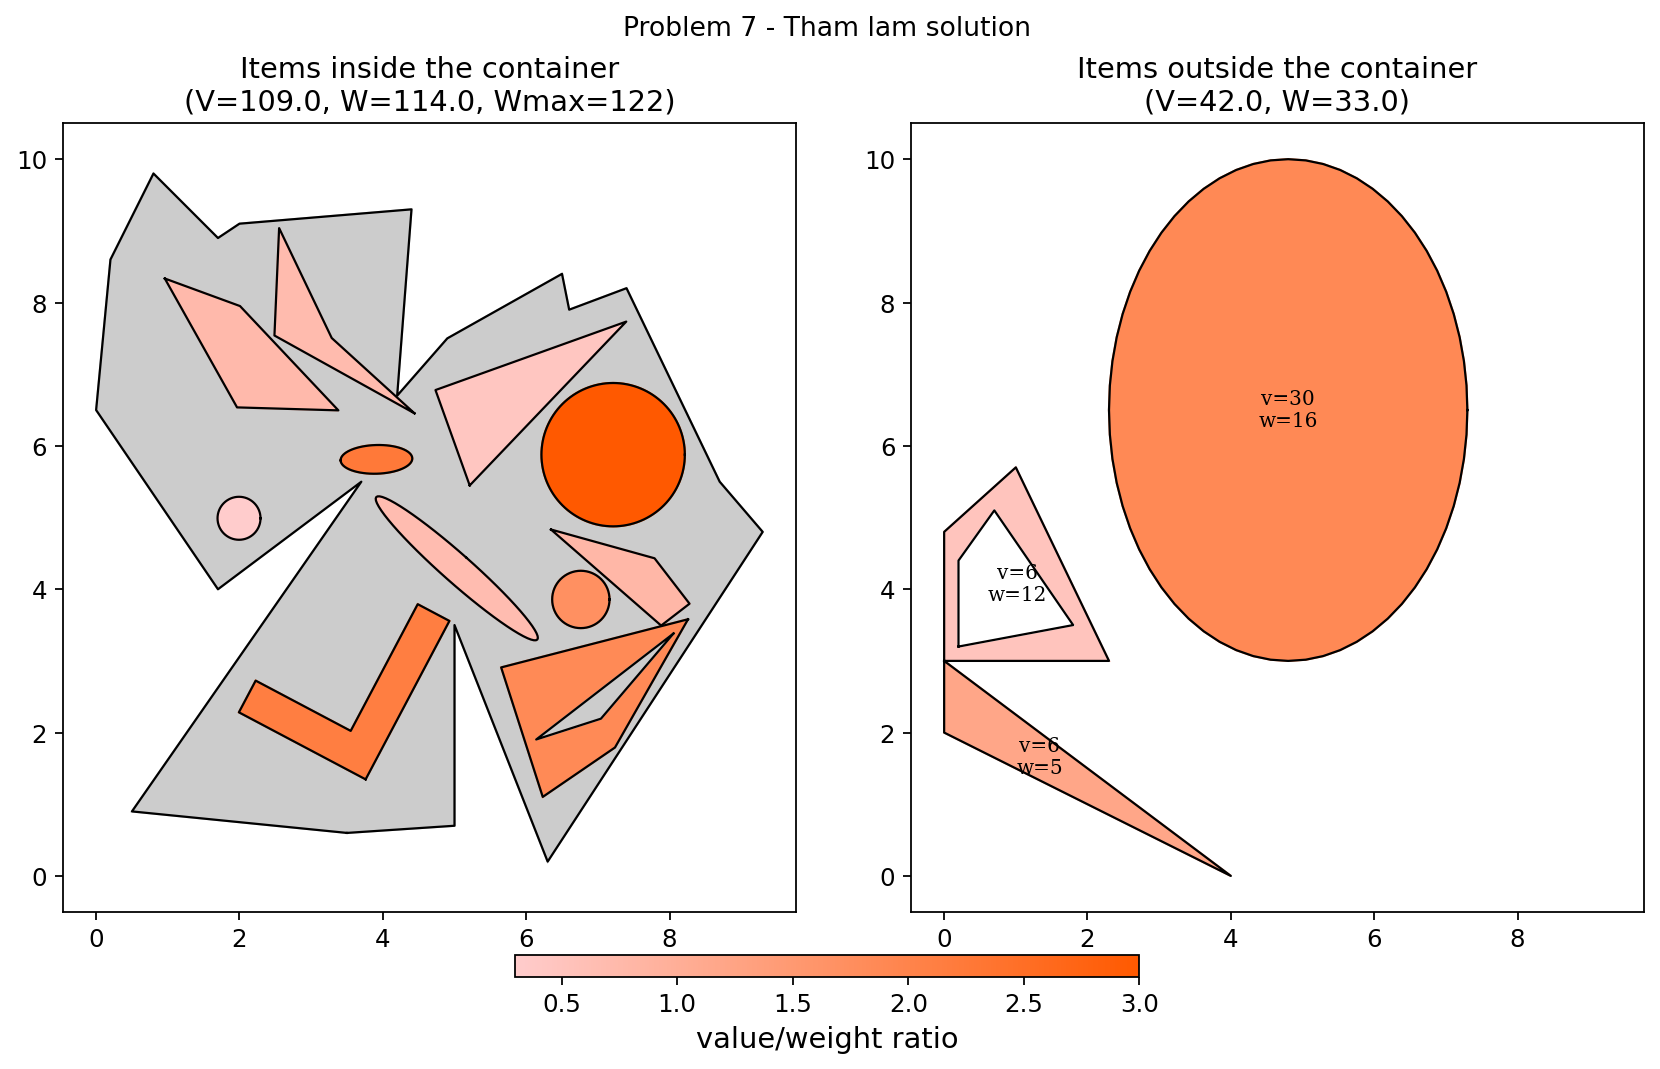 Problem 7 - Tham lam solution
Items inside the container
(V=109.0, W=114.0, Wmax=122)
10
8
6
4
2
0
0 2 4 6 8
Items outside the container
(V=42.0, W=33.0)
10
8
6
4
2
0
v=30
w=16
v=6
w=12
v=6
w=5
0 2 4 6 8
0.5 1.0 1.5 2.0 2.5 3.0
value/weight ratio